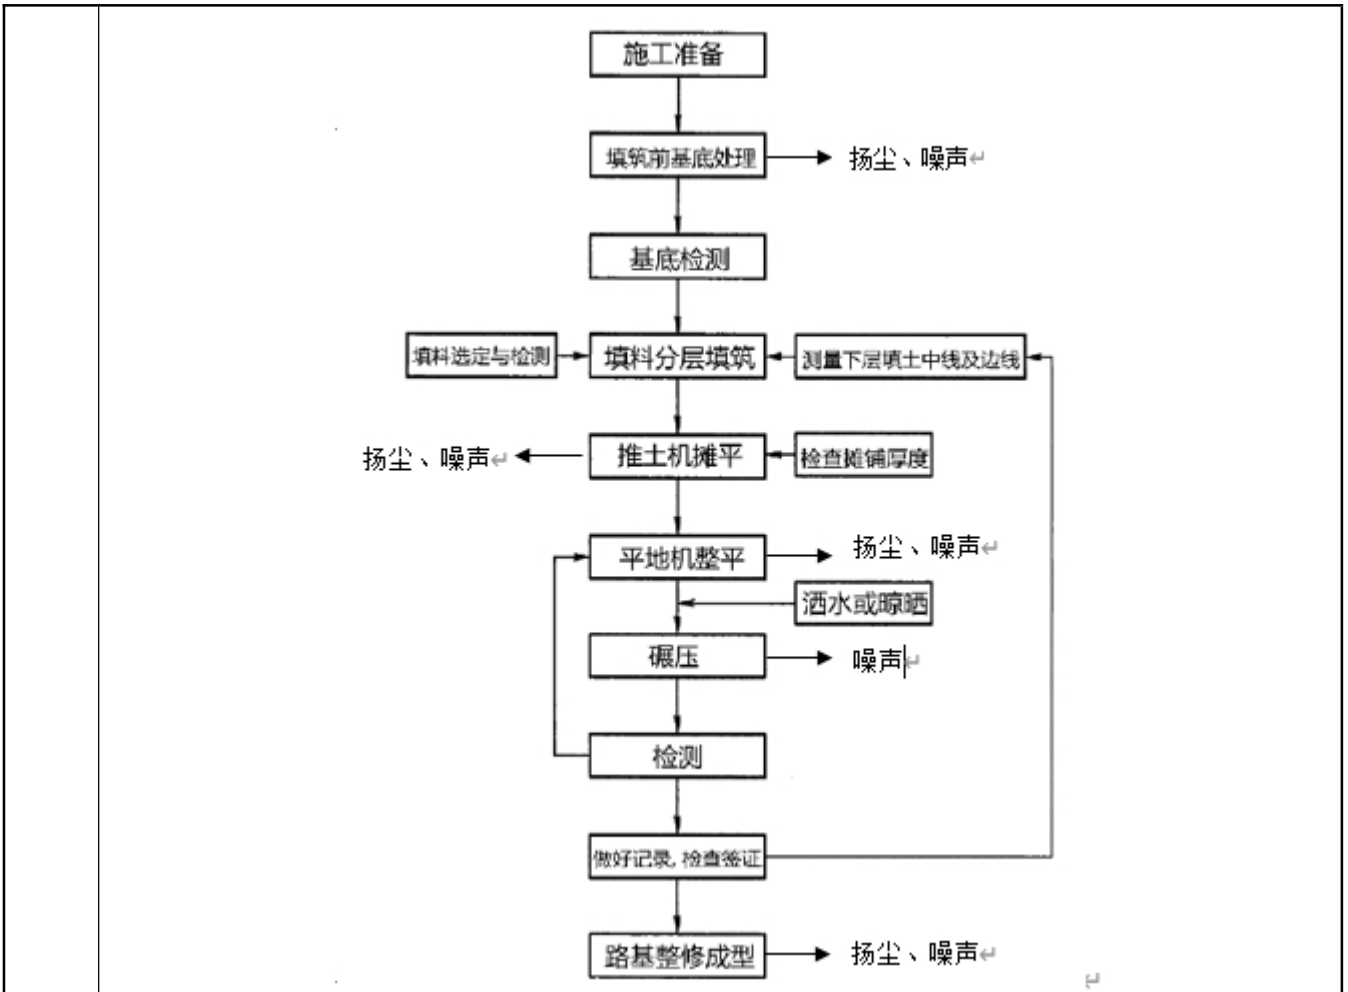 施工准备
填筑前基底处理
扬尘、噪声
基底检测
填料选定与检测
填料分层填筑
测量下层填土中线及边线
扬尘、噪声
推土机摊平
检查摊铺厚度
平地机整平
扬尘、噪声
洒水或晾晒
碾压
噪声
检测
做好记录,检查签证
路基整修成型
扬尘、噪声